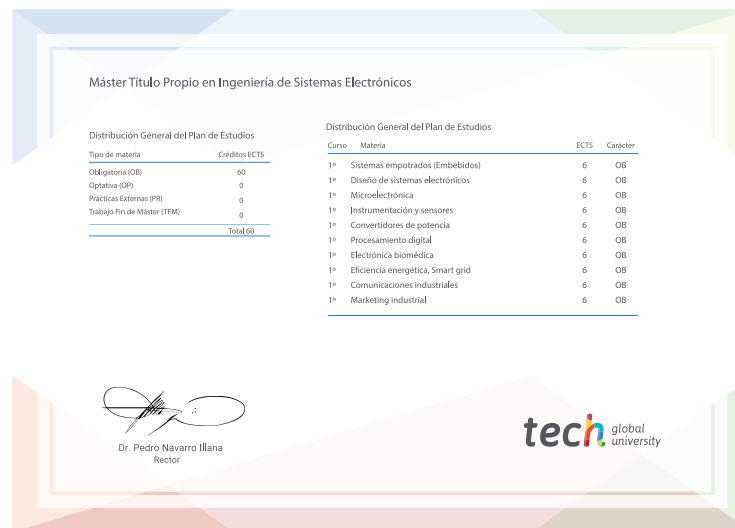 Máster Título Propio en Ingeniería de Sistemas Electrónicos
Distribución General del Plan de Estudios
Tipo de materia Créditos ECTS
Obligatoria (OB) 60
Optativa (OP) 0
Prácticas Externas (PR) 0
Trabajo Fin de Máster (TFM) 0
Total 60
Distribución General del Plan de Estudios
Curso Materia ECTS Carácter
1º Sistemas empotrados (Embebidos) 6 OB
1º Diseño de sistemas electrónicos 6 OB
1º Microelectrónica 6 OB
1º Instrumentación y sensores 6 OB
1º Convertidores de potencia 6 OB
1º Procesamiento digital 6 OB
1º Electrónica biomédica 6 OB
1º Eficiencia energética, Smart grid 6 OB
1º Comunicaciones industriales 6 OB
1º Marketing industrial 6 OB
Dr. Pedro Navarro Illana
Rector
tech global university